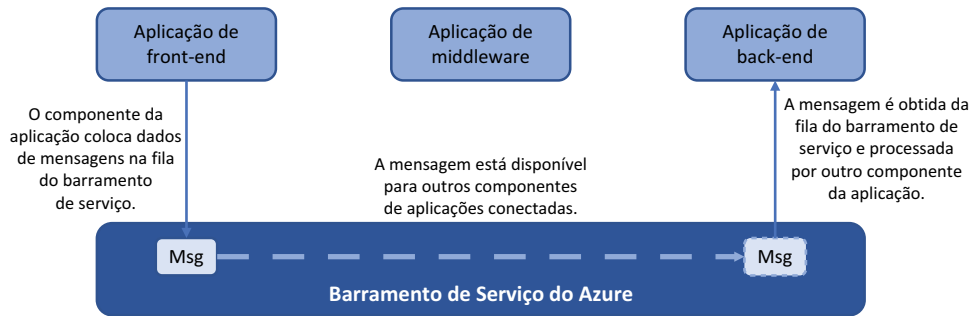 Aplicação de
front-end
Aplicação de
middleware
Aplicação de
back-end
O componente da
aplicação coloca dados
de mensagens na fila
do barramento
de serviço.
A mensagem está disponível
para outros componentes
de aplicações conectadas.
A mensagem é obtida da
fila do barramento de
serviço e processada
por outro componente
da aplicação.
Msg
Msg
Barramento de Serviço do Azure